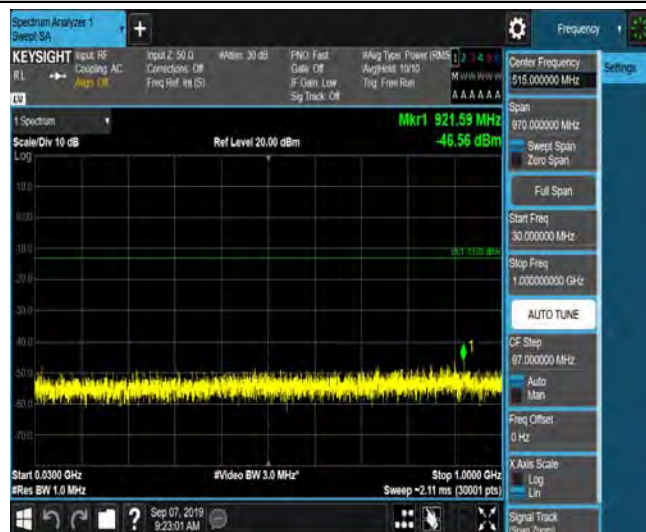 Spectrum Analyzer 1
Swept SA
+
Frequency
KEYSIGHT
RL
Input: RF
Coupling: AC
Align: Off
Input Z: 50 Ω
Corrections: Off
Freq Ref: Int (S)
#Atten: 30 dB
PNO: Fast
Gate: Off
IF Gain: Low
Sig Track: Off
#Avg Type: Power (RMS
Avg|Hold: 10/10
Trig: Free Run
1 2 3 4 5 6
M W W W W W
A A A A A A
LV
1 Spectrum
Scale/Div 10 dB
Log
Ref Level 20.00 dBm
Mkr1 921.59 MHz
-46.56 dBm
10.0
0.00
-10.0
-20.0
-30.0
-40.0
-50.0
-60.0
-70.0
1
Start 0.0300 GHz
#Res BW 1.0 MHz
#Video BW 3.0 MHz*
Stop 1.0000 GHz
Sweep ~2.11 ms (30001 pts)
Sep 07, 2019
9:23:01 AM
Center Frequency
515.000000 MHz
Settings
Span
970.000000 MHz
Swept Span
Zero Span
Full Span
Start Freq
30.000000 MHz
Stop Freq
1.000000000 GHz
AUTO TUNE
CF Step
97.000000 MHz
Auto
Man
Freq Offset
0 Hz
X Axis Scale
Log
Lin
Signal Track
(Span Zoom)